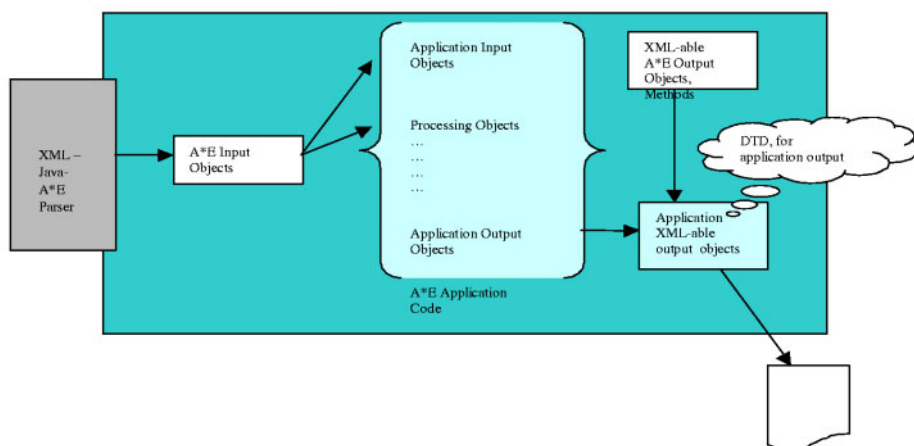 XML –
Java-
A*E
Parser
A*E Input
Objects
Application Input
Objects
Processing Objects
…
…
…
…
Application Output
Objects
A*E Application
Code
XML-able
A*E Output
Objects,
Methods
DTD, for
application output
Application
XML-able
output objects